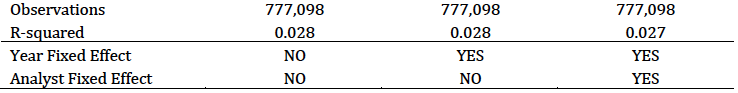 Observations 777,098 777,098 777,098
R-squared 0.028 0.028 0.027
Year Fixed Effect NO YES YES
Analyst Fixed Effect NO NO YES